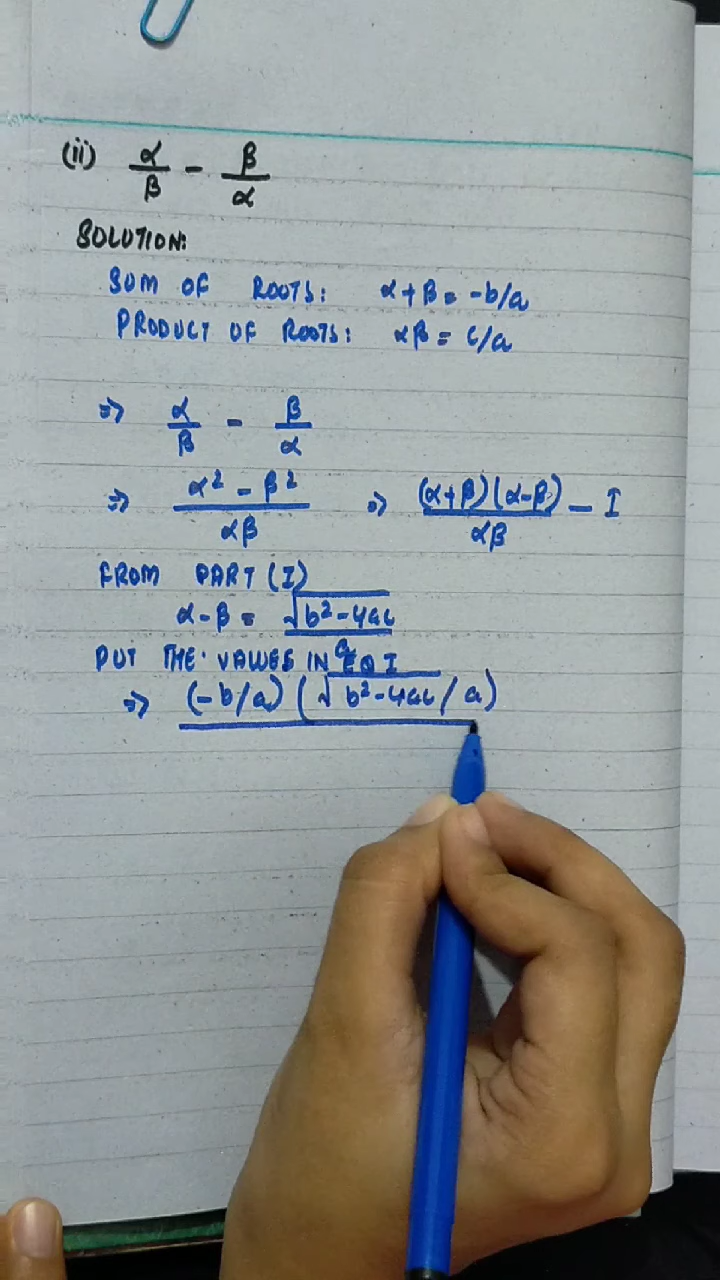 (ii) α/β - β/α
SOLUTION:
SUM OF ROOTS: α+β = -b/a
PRODUCT OF ROOTS: αβ = c/a
=> α/β - β/α
=> α² - β²/αβ => (α+β)(α-β)/αβ - I
FROM PART (I)
α-β = √b²-4ac/a
PUT THE VALUES IN EQ I
=> (-b/a) (√b²-4ac/a)